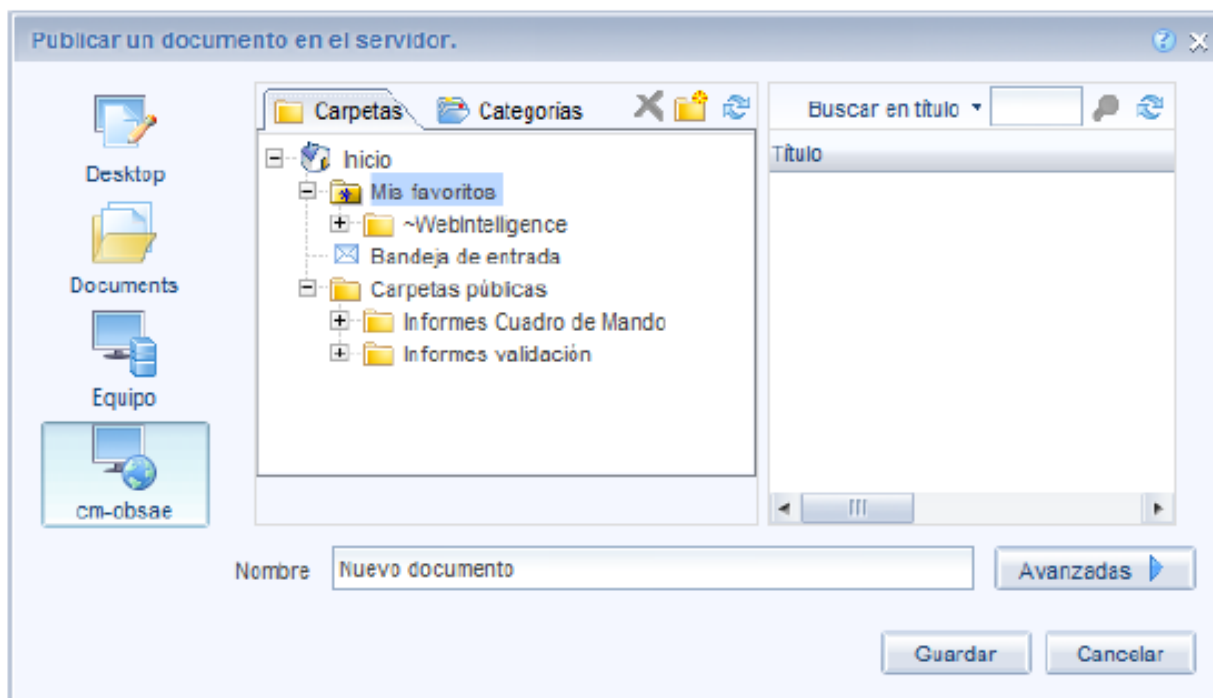 Publicar un documento en el servidor.
Desktop
Documents
Equipo
cm-obsae
Carpetas Categorías
Inicio
Mis favoritos
~WebIntelligence
Bandeja de entrada
Carpetas públicas
Informes Cuadro de Mando
Informes validación
Buscar en título
Título
Nombre Nuevo documento Avanzadas
Guardar Cancelar